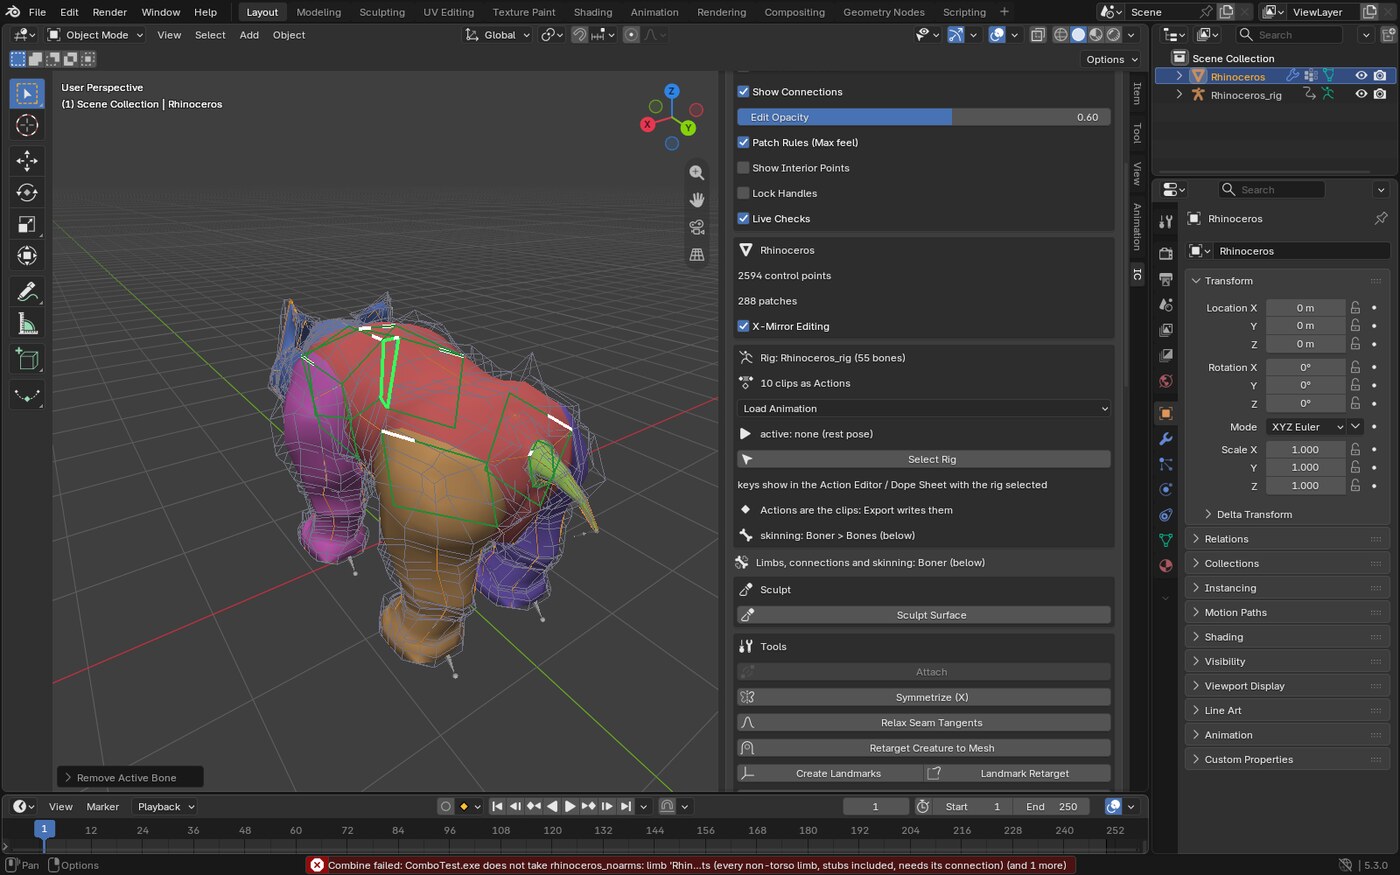 File Edit Render Window Help Layout Modeling Sculpting UV Editing Texture Paint Shading Animation Rendering Compositing Geometry Nodes Scripting + Scene ViewLayer
Object Mode View Select Add Object Global Search
Options
User Perspective
(1) Scene Collection | Rhinoceros
Z
X
Y
Remove Active Bone
Show Connections
Edit Opacity 0.60
Patch Rules (Max feel)
Show Interior Points
Lock Handles
Live Checks
Rhinoceros
2594 control points
288 patches
X-Mirror Editing
Rig: Rhinoceros_rig (55 bones)
10 clips as Actions
Load Animation
active: none (rest pose)
Select Rig
keys show in the Action Editor / Dope Sheet with the rig selected
Actions are the clips: Export writes them
skinning: Boner > Bones (below)
Limbs, connections and skinning: Boner (below)
Sculpt
Sculpt Surface
Tools
Attach
Symmetrize (X)
Relax Seam Tangents
Retarget Creature to Mesh
Create Landmarks Landmark Retarget
Item
Tool
View
Animation
IC
Scene Collection
Rhinoceros
Rhinoceros_rig
Search
Rhinoceros
Rhinoceros
Transform
Location X 0 m
Y 0 m
Z 0 m
Rotation X 0°
Y 0°
Z 0°
Mode XYZ Euler
Scale X 1.000
Y 1.000
Z 1.000
Delta Transform
Relations
Collections
Instancing
Motion Paths
Shading
Visibility
Viewport Display
Line Art
Animation
Custom Properties
View Marker Playback 1 Start 1 End 250
1 12 24 36 48 60 72 84 96 108 120 132 144 156 168 180 192 204 216 228 240 252
Pan Options Combine failed: ComboTest.exe does not take rhinoceros_noarms: limb 'Rhin...ts (every non-torso limb, stubs included, needs its connection) (and 1 more) 5.3.0